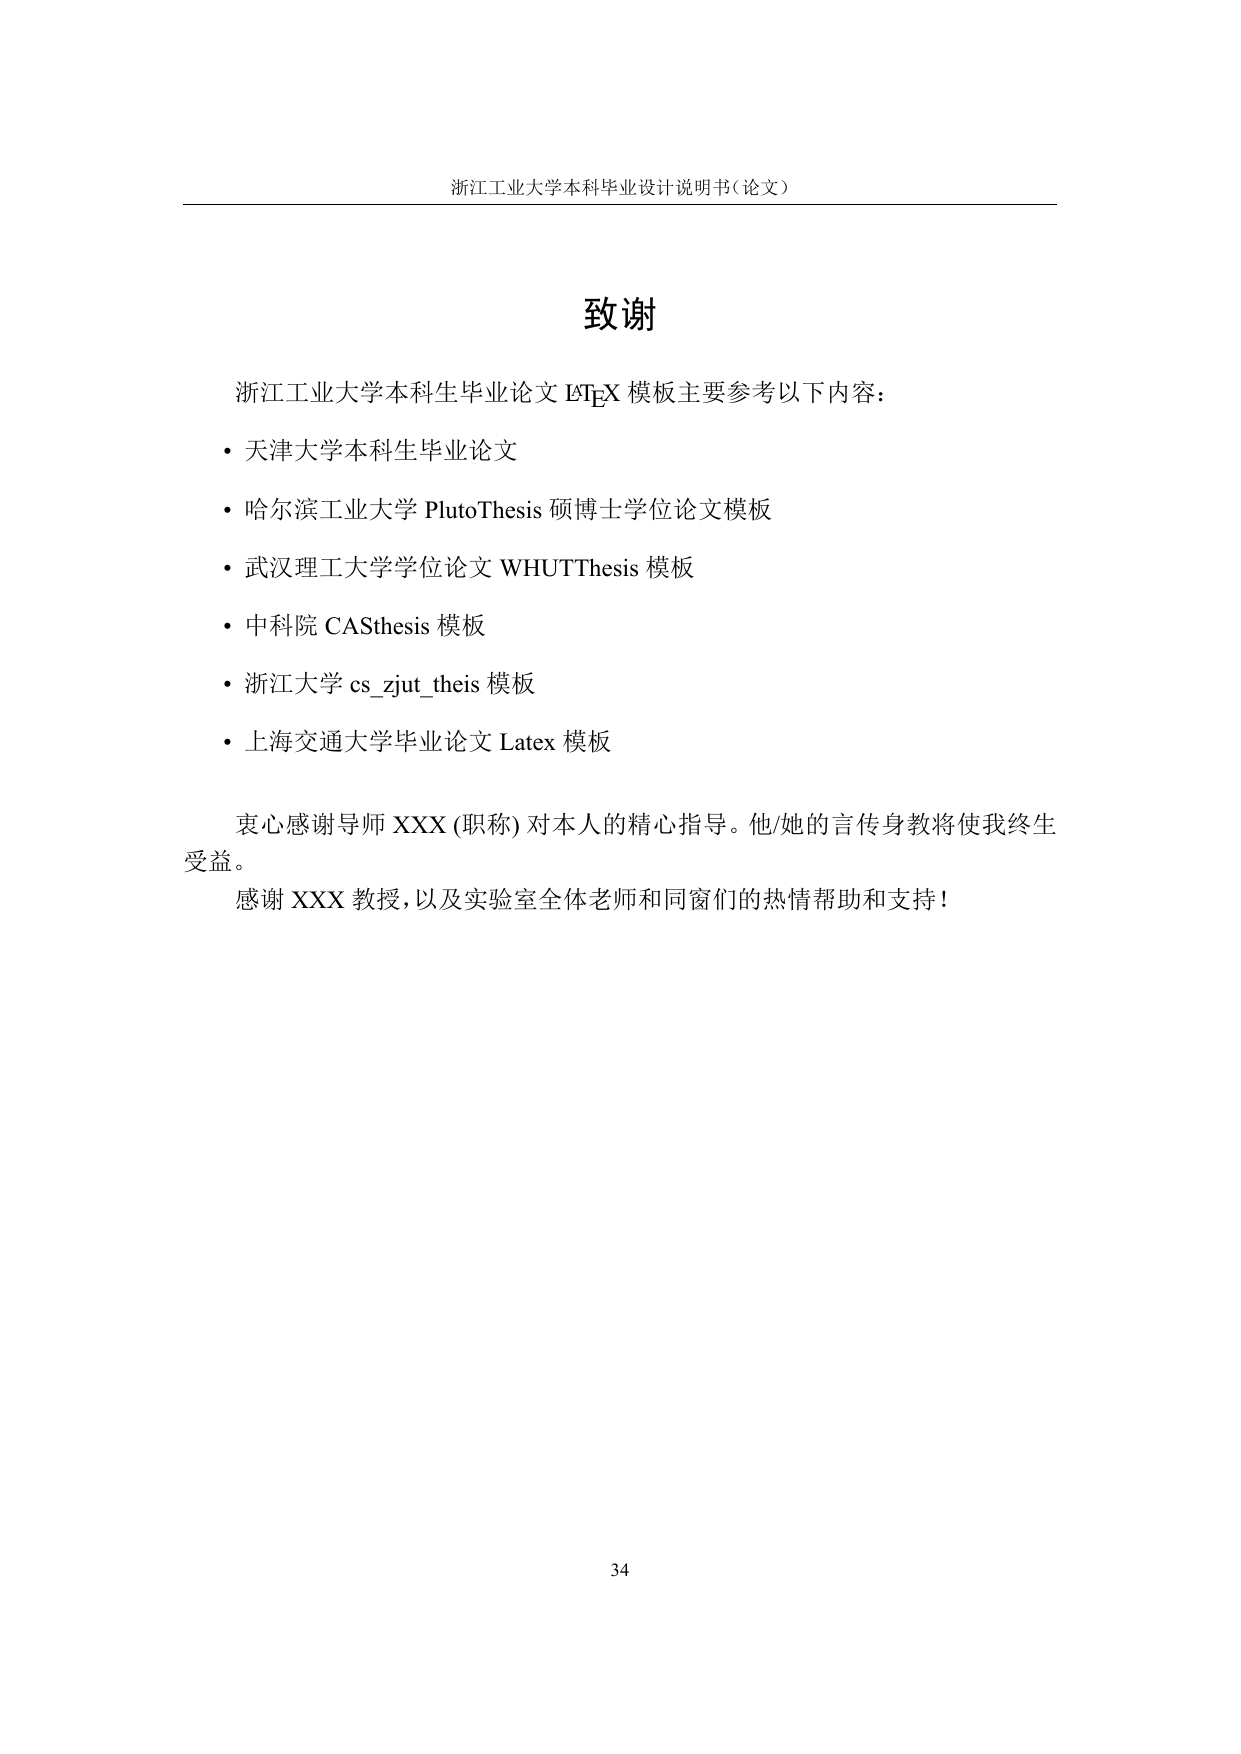 浙江工业大学本科毕业设计说明书（论文）
致谢
浙江工业大学本科生毕业论文 LATEX 模板主要参考以下内容：
• 天津大学本科生毕业论文
• 哈尔滨工业大学 PlutoThesis 硕博士学位论文模板
• 武汉理工大学学位论文 WHUTThesis 模板
• 中科院 CASthesis 模板
• 浙江大学 cs_zjut_theis 模板
• 上海交通大学毕业论文 Latex 模板
衷心感谢导师 XXX (职称) 对本人的精心指导。他/她的言传身教将使我终生
受益。
感谢 XXX 教授，以及实验室全体老师和同窗们的热情帮助和支持！
34